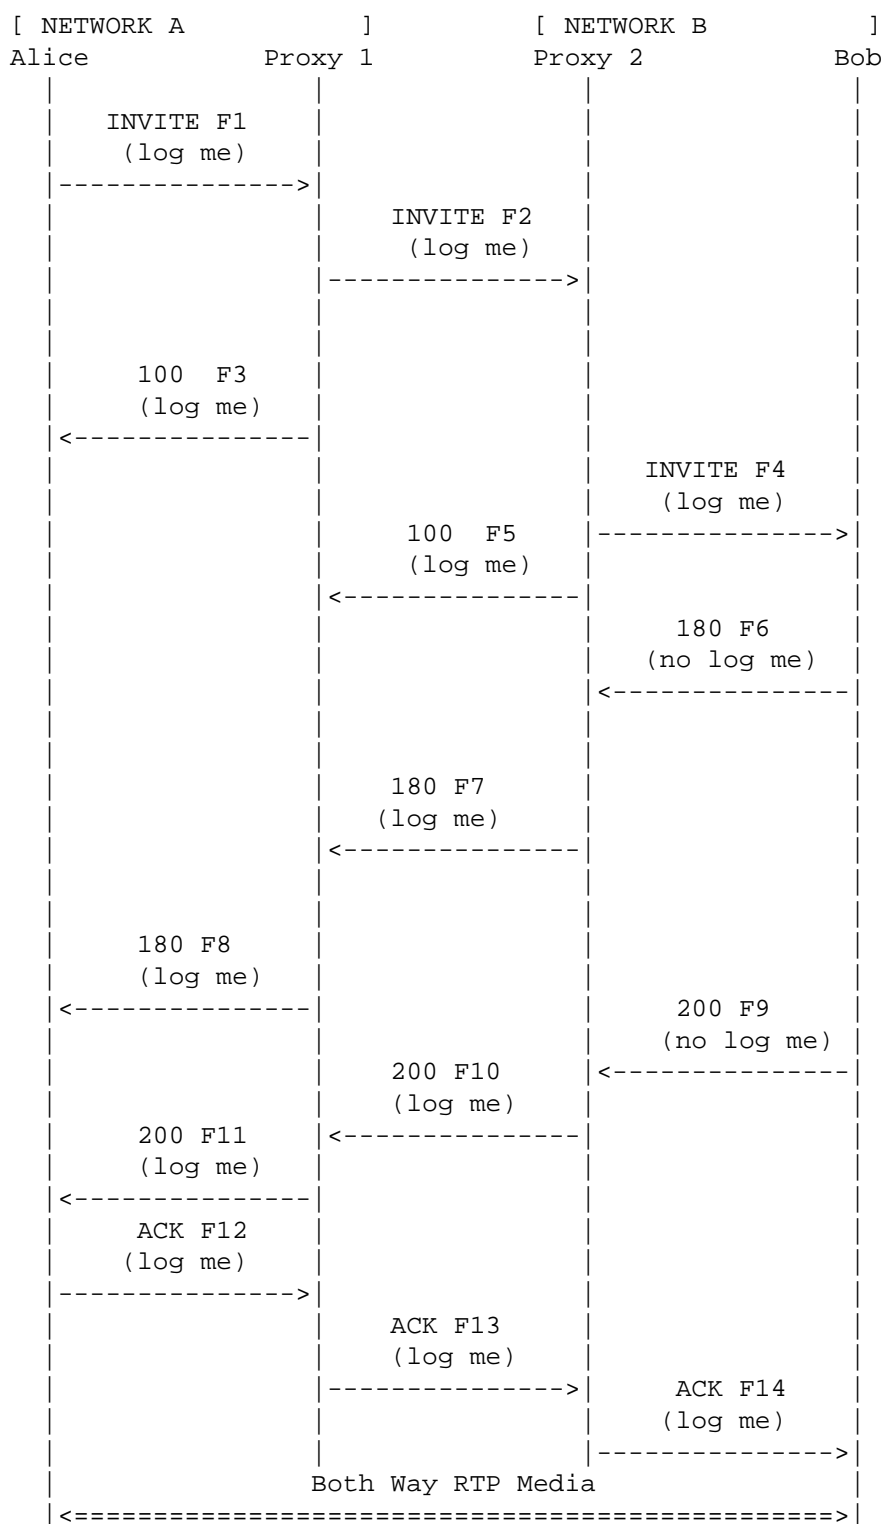 [ NETWORK A ] [ NETWORK B ]
Alice Proxy 1 Proxy 2 Bob
INVITE F1
(log me)
INVITE F2
(log me)
100 F3
(log me)
INVITE F4
(log me)
100 F5
(log me)
180 F6
(no log me)
180 F7
(log me)
180 F8
(log me)
200 F9
(no log me)
200 F10
(log me)
200 F11
(log me)
ACK F12
(log me)
ACK F13
(log me)
ACK F14
(log me)
Both Way RTP Media